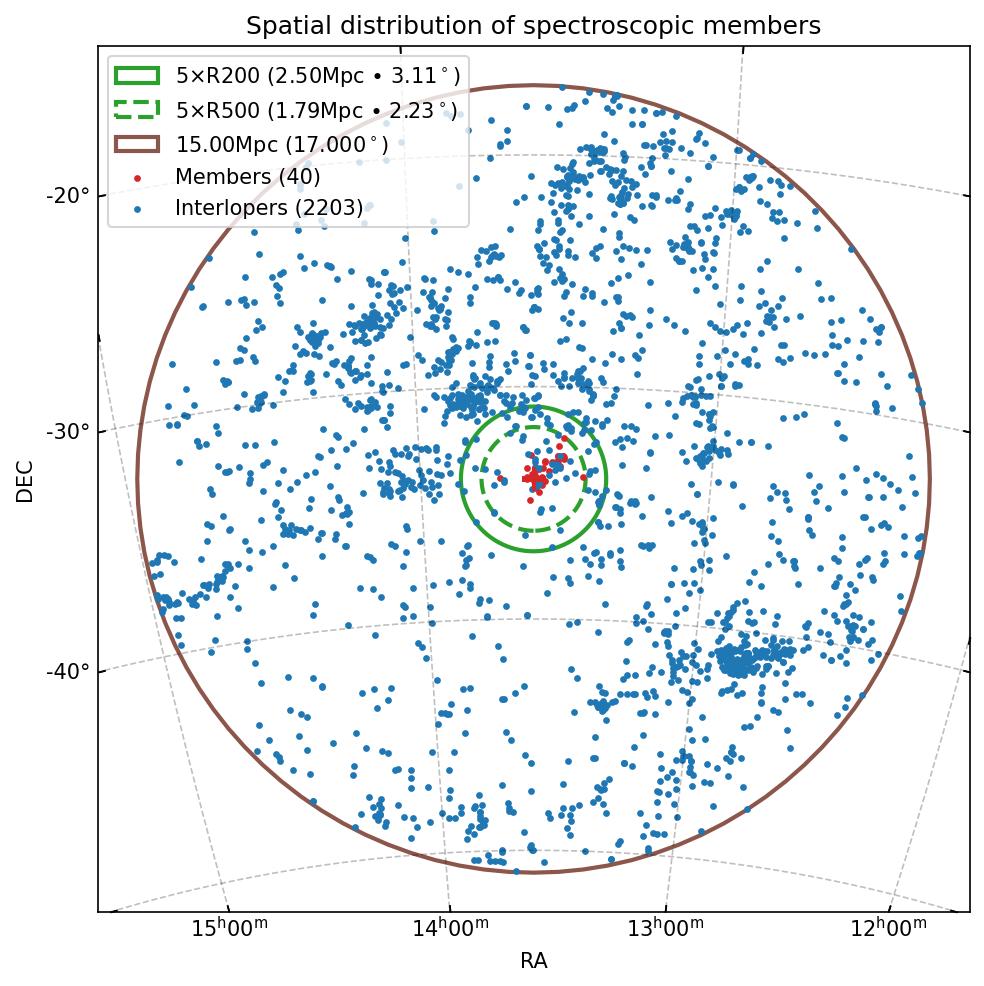 Spatial distribution of spectroscopic members
5×R200 (2.50Mpc • 3.11°)
5×R500 (1.79Mpc • 2.23°)
15.00Mpc (17.000°)
Members (40)
Interlopers (2203)
-20°
-30°
DEC
-40°
15ʰ00ᵐ 14ʰ00ᵐ 13ʰ00ᵐ 12ʰ00ᵐ
RA